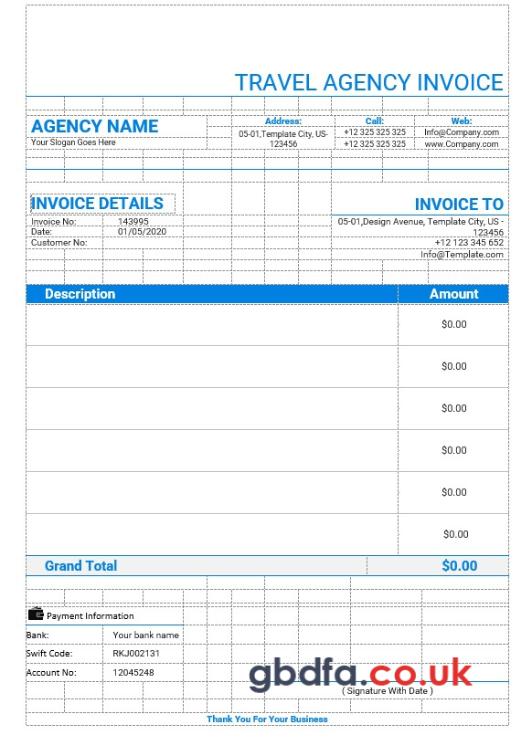 TRAVEL AGENCY INVOICE
AGENCY NAME
Your Slogan Goes Here
Address:
05-01,Template City, US-
123456
Call:
+12 325 325 325
+12 325 325 325
Web:
Info@Company.com
www.Company.com
INVOICE DETAILS
Invoice No: 143995
Date: 01/05/2020
Customer No:
INVOICE TO
05-01,Design Avenue, Template City, US -
123456
+12 123 345 652
Info@Template.com
Description Amount
$0.00
$0.00
$0.00
$0.00
$0.00
$0.00
Grand Total $0.00
Payment Information
Bank: Your bank name
Swift Code: RKJ002131
Account No: 12045248
gbdfa.co.uk
( Signature With Date )
Thank You For Your Business